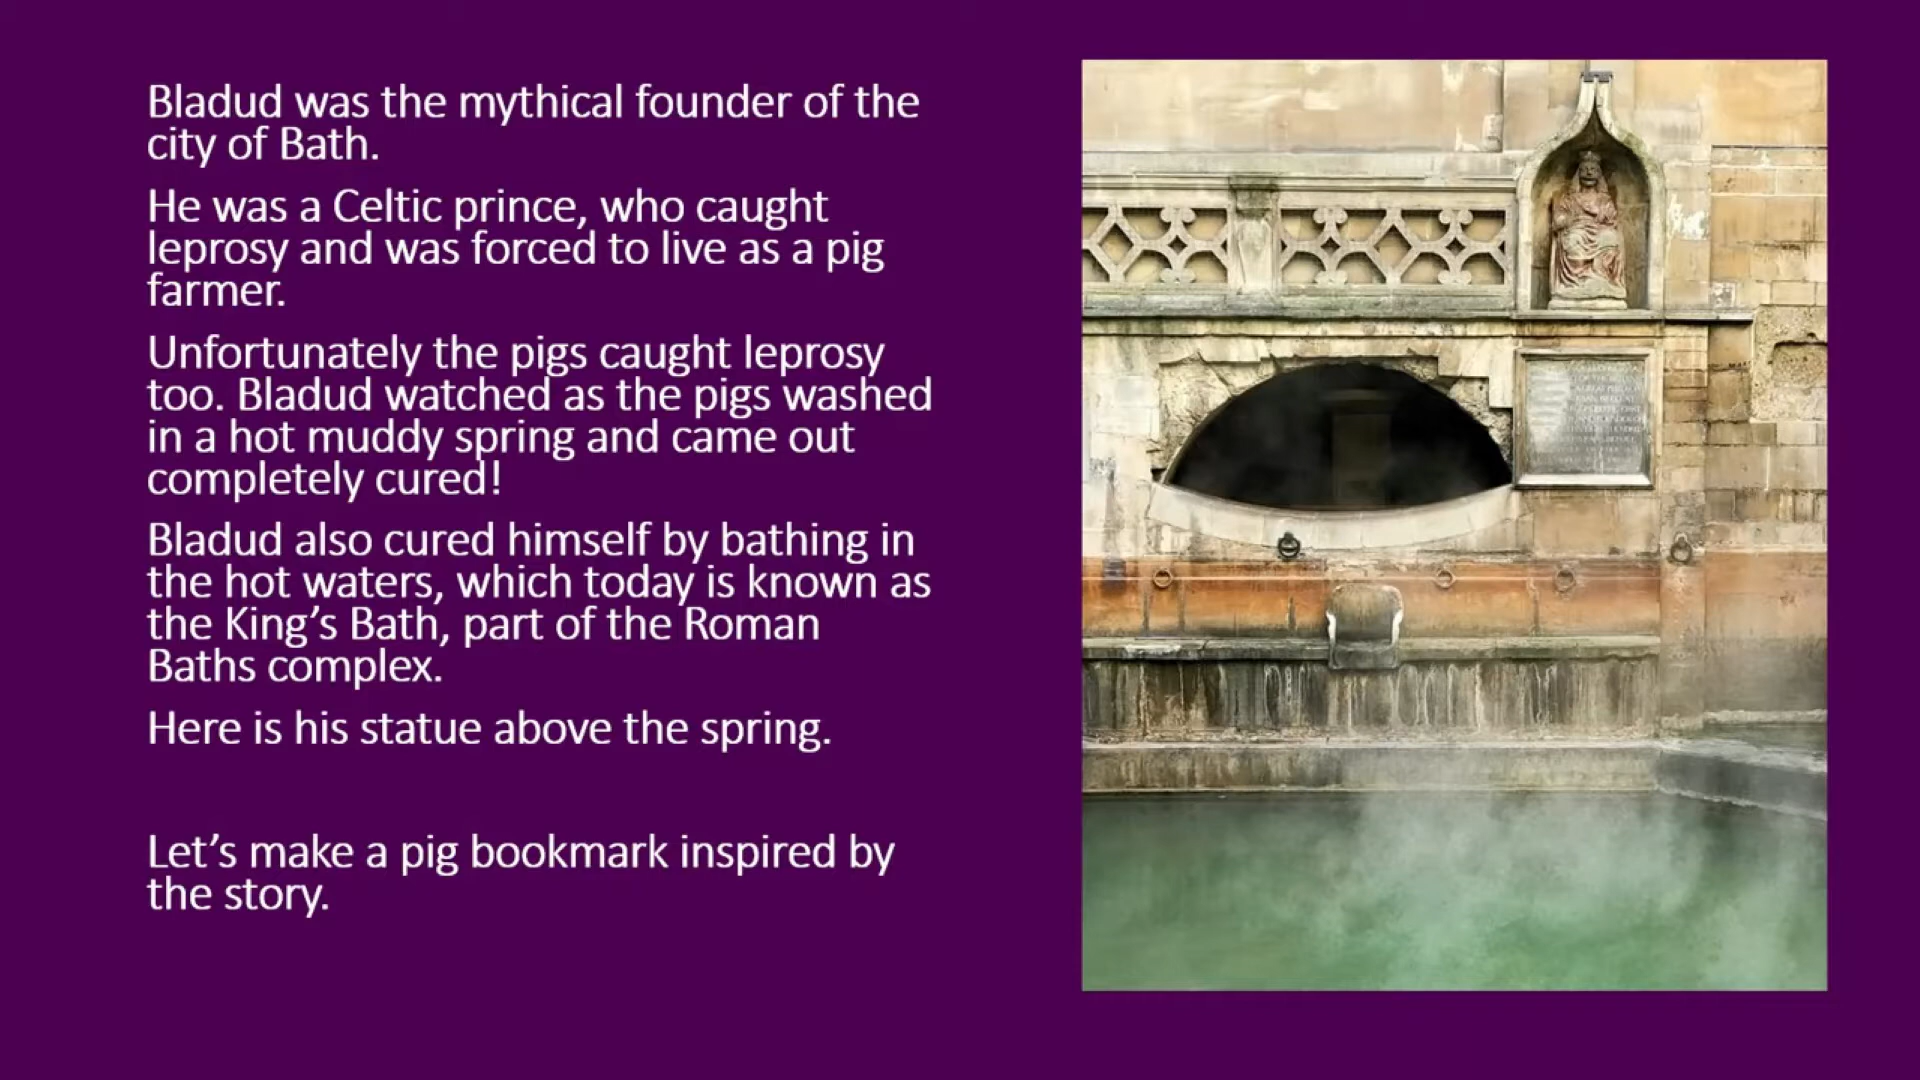 Bladud was the mythical founder of the
city of Bath.
He was a Celtic prince, who caught
leprosy and was forced to live as a pig
farmer.
Unfortunately the pigs caught leprosy
too. Bladud watched as the pigs washed
in a hot muddy spring and came out
completely cured!
Bladud also cured himself by bathing in
the hot waters, which today is known as
the King’s Bath, part of the Roman
Baths complex.
Here is his statue above the spring.
Let’s make a pig bookmark inspired by
the story.